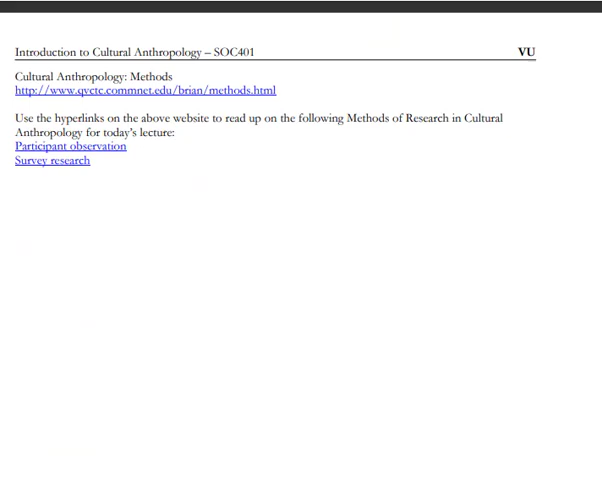 Introduction to Cultural Anthropology – SOC401 VU
Cultural Anthropology: Methods
http://www.qvctc.commnet.edu/brian/methods.html
Use the hyperlinks on the above website to read up on the following Methods of Research in Cultural
Anthropology for today's lecture:
Participant observation
Survey research